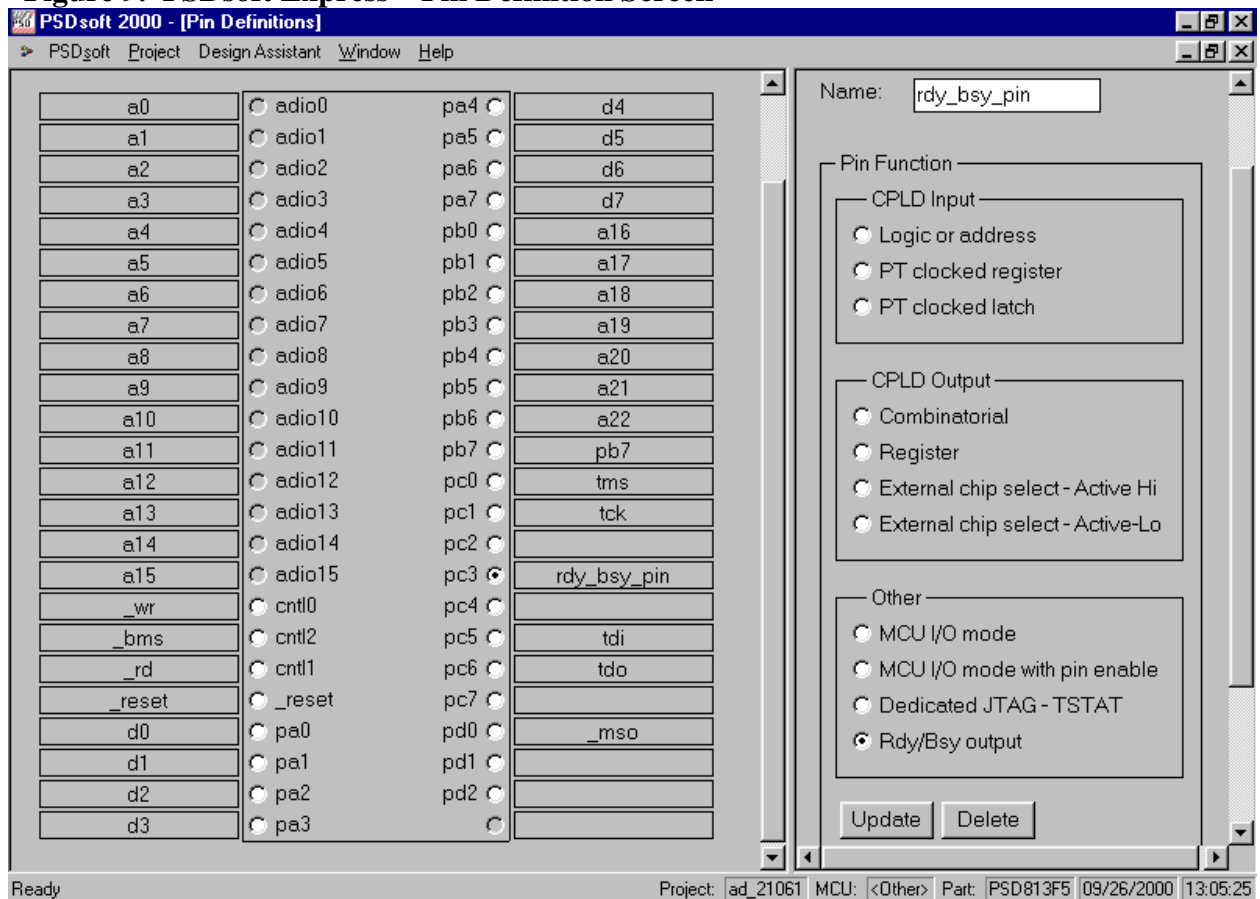 Figure 9. PSDsoft Express – Pin Definition Screen
PSD PSDsoft 2000 - [Pin Definitions]
PSDsoft Project Design Assistant Window Help
a0 adio0 pa4 d4
a1 adio1 pa5 d5
a2 adio2 pa6 d6
a3 adio3 pa7 d7
a4 adio4 pb0 a16
a5 adio5 pb1 a17
a6 adio6 pb2 a18
a7 adio7 pb3 a19
a8 adio8 pb4 a20
a9 adio9 pb5 a21
a10 adio10 pb6 a22
a11 adio11 pb7 pb7
a12 adio12 pc0 tms
a13 adio13 pc1 tck
a14 adio14 pc2
a15 adio15 pc3 rdy_bsy_pin
_wr cntl0 pc4
_bms cntl2 pc5 tdi
_rd cntl1 pc6 tdo
_reset _reset pc7
d0 pa0 pd0 _mso
d1 pa1 pd1
d2 pa2 pd2
d3 pa3
Name: rdy_bsy_pin
Pin Function
CPLD Input
Logic or address
PT clocked register
PT clocked latch
CPLD Output
Combinatorial
Register
External chip select - Active Hi
External chip select - Active-Lo
Other
MCU I/O mode
MCU I/O mode with pin enable
Dedicated JTAG - TSTAT
Rdy/Bsy output
Update Delete
Ready Project: ad_21061 MCU: <Other> Part: PSD813F5 09/26/2000 13:05:25